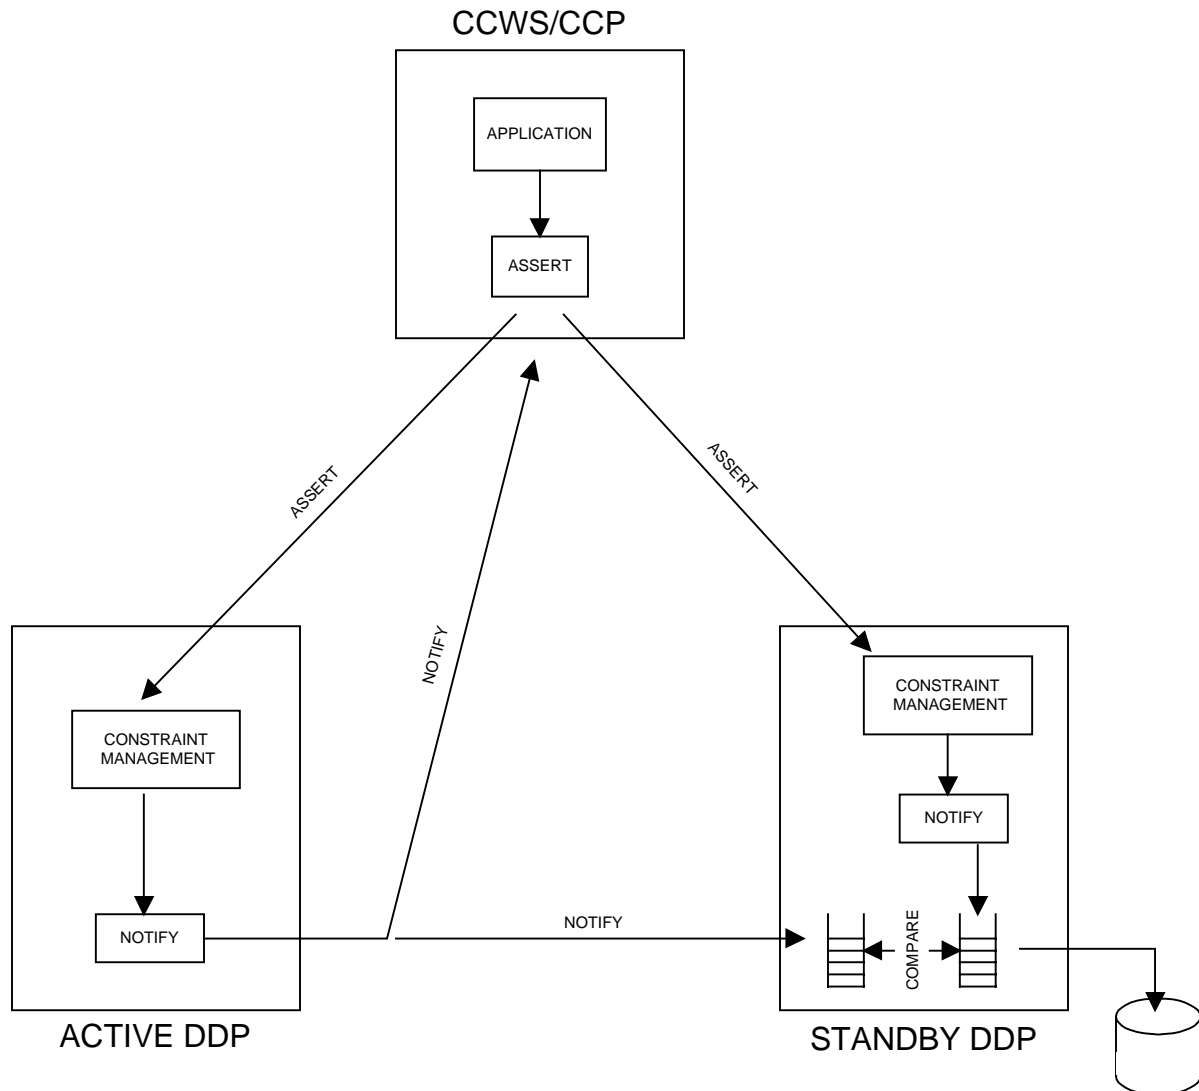 CCWS/CCP
APPLICATION
ASSERT
ASSERT
ASSERT
NOTIFY
CONSTRAINT
MANAGEMENT
NOTIFY
NOTIFY
CONSTRAINT
MANAGEMENT
NOTIFY
COMPARE
ACTIVE DDP
STANDBY DDP